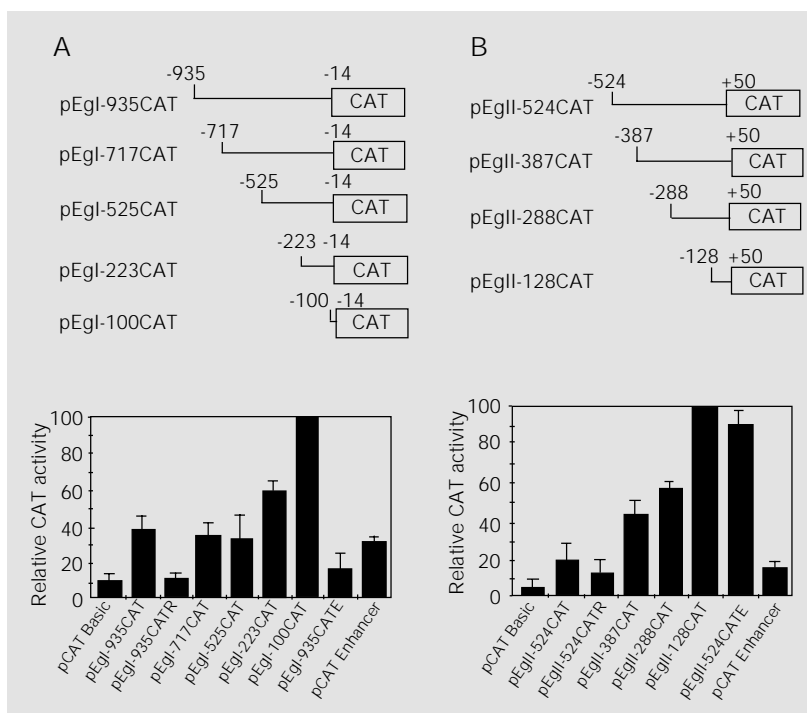 A
-935 -14
pEgI-935CAT CAT
-717 -14
pEgI-717CAT CAT
-525 -14
pEgI-525CAT CAT
-223 -14
pEgI-223CAT CAT
-100 -14
pEgI-100CAT CAT
B
-524 +50
pEgII-524CAT CAT
-387 +50
pEgII-387CAT CAT
-288 +50
pEgII-288CAT CAT
-128 +50
pEgII-128CAT CAT
Relative CAT activity
100
80
60
40
20
0
pCAT Basic
pEgI-935CAT
pEgI-935CATR
pEgI-717CAT
pEgI-525CAT
pEgI-223CAT
pEgI-100CAT
pEgI-935CATE
pCAT Enhancer
Relative CAT activity
100
80
60
40
20
0
pCAT Basic
pEgII-524CAT
pEgII-524CATR
pEgII-387CAT
pEgII-288CAT
pEgII-128CAT
pEgII-524CATE
pCAT Enhancer